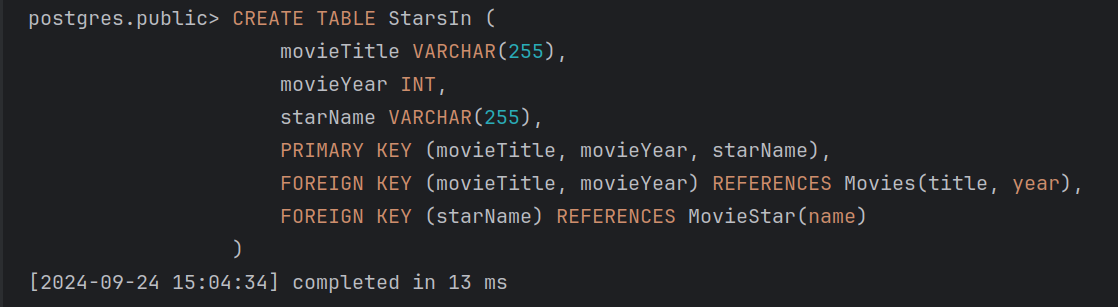 postgres.public> CREATE TABLE StarsIn (
movieTitle VARCHAR(255),
movieYear INT,
starName VARCHAR(255),
PRIMARY KEY (movieTitle, movieYear, starName),
FOREIGN KEY (movieTitle, movieYear) REFERENCES Movies(title, year),
FOREIGN KEY (starName) REFERENCES MovieStar(name)
)
[2024-09-24 15:04:34] completed in 13 ms